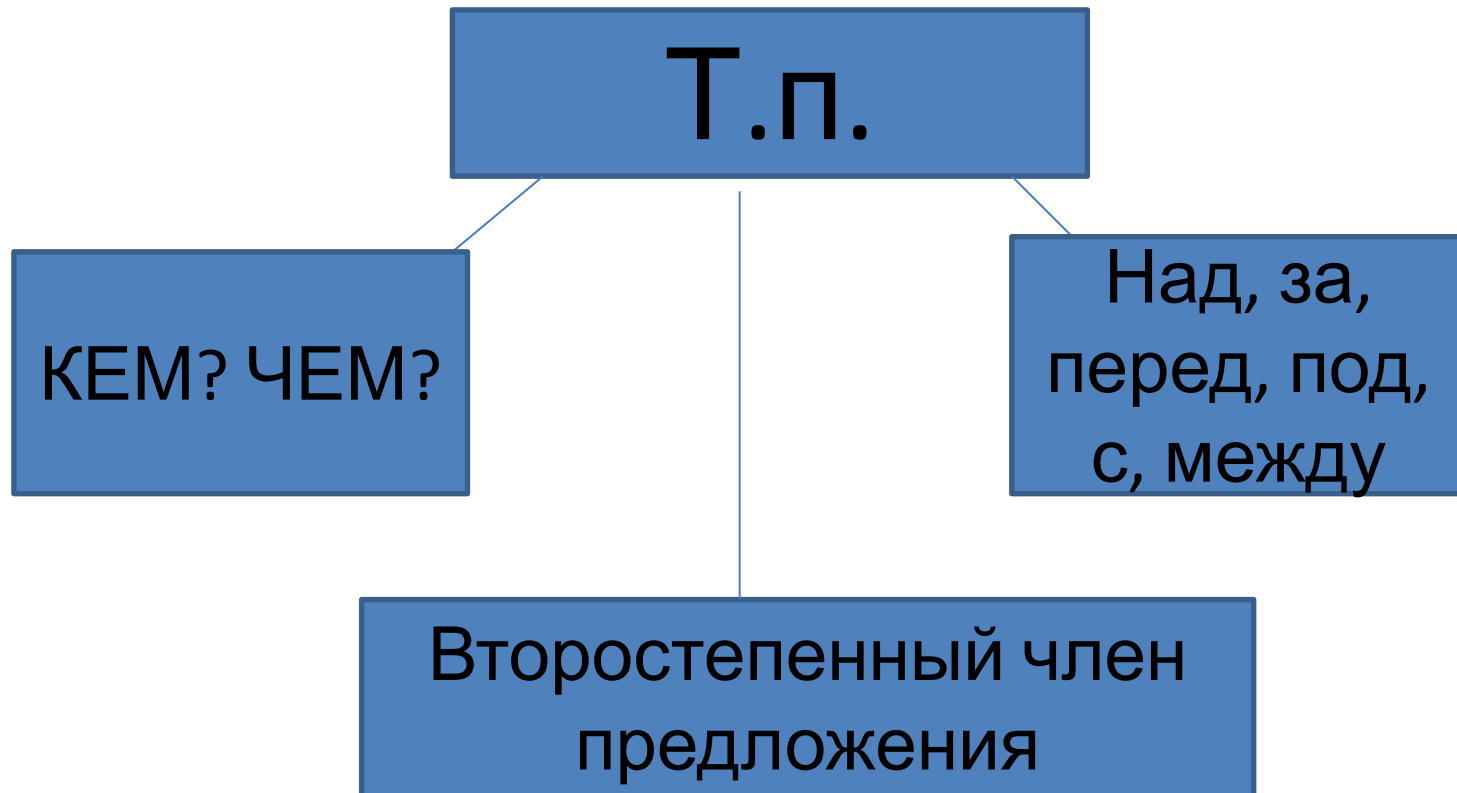 Т.п.
КЕМ? ЧЕМ?
Над, за,
перед, под,
с, между
Второстепенный член
предложения